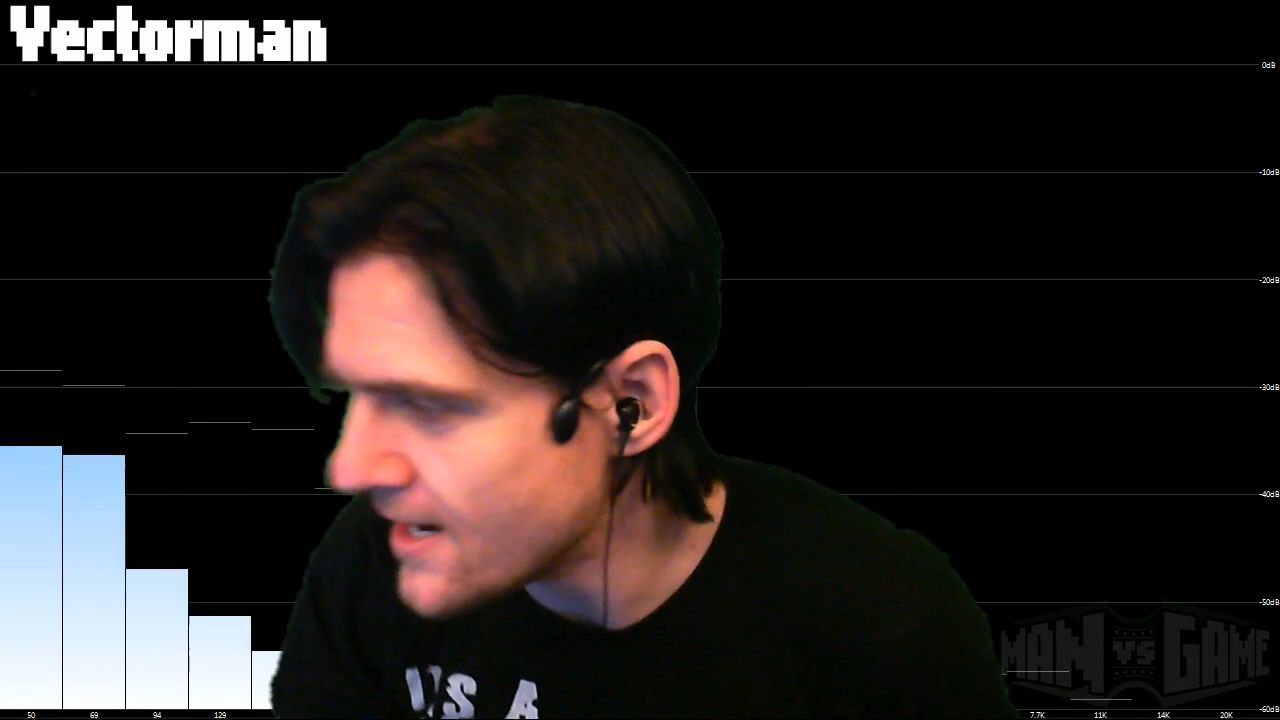 Vectorman
0dB
-10dB
-20dB
-30dB
-40dB
-50dB
MAN VS GAME
-60dB
50 69 94 129 7.7K 11K 14K 20K